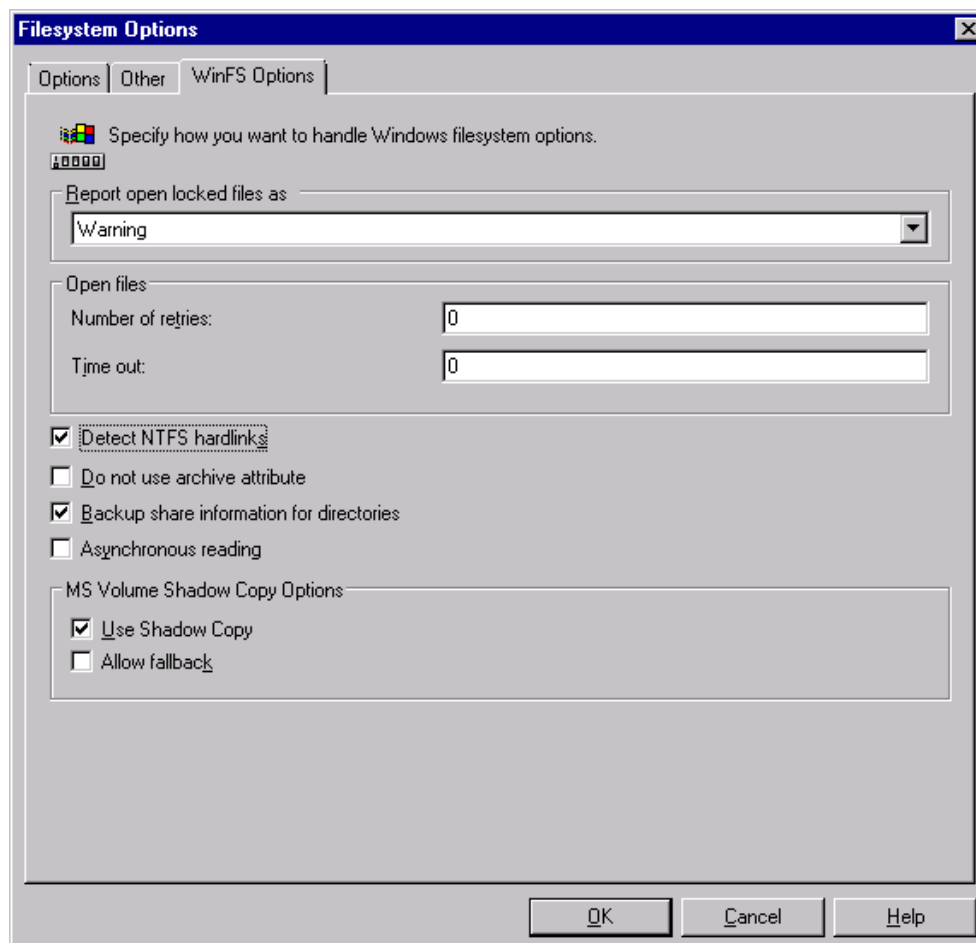 Filesystem Options
Options Other WinFS Options
Specify how you want to handle Windows filesystem options.
Report open locked files as
Warning
Open files
Number of retries: 0
Time out: 0
Detect NTFS hardlinks
Do not use archive attribute
Backup share information for directories
Asynchronous reading
MS Volume Shadow Copy Options
Use Shadow Copy
Allow fallback
OK Cancel Help